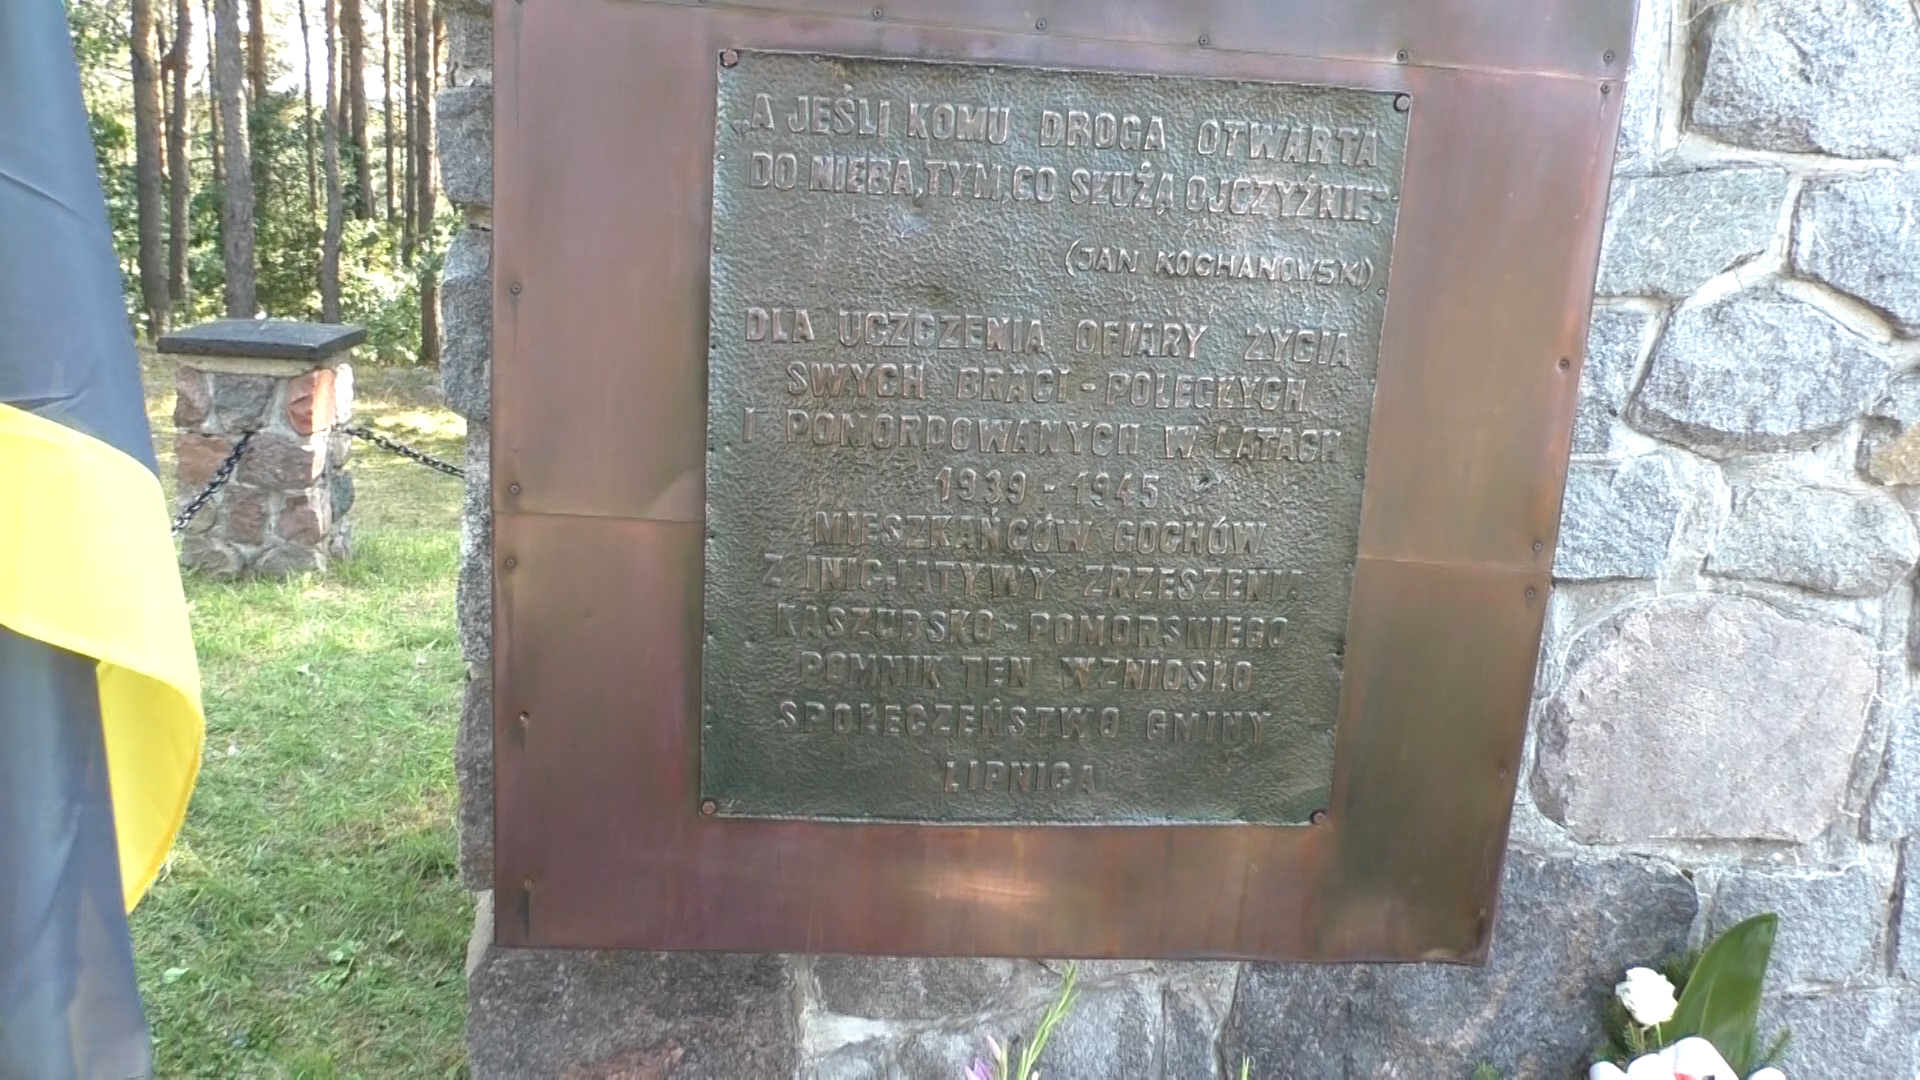 „A JEŚLI KOMU DROGA OTWARTA
DO NIEBA, TYM, CO SŁUŻĄ OJCZYŹNIE."
(JAN KOCHANOWSKI)
DLA UCZCZENIA OFIARY ŻYCIA
SWYCH BRACI - POLEGŁYCH
I POMORDOWANYCH W LATACH
1939 - 1945
MIESZKAŃCÓW GOCHÓW
Z INICJATYWY ZRZESZENIA
KASZUBSKO - POMORSKIEGO
POMNIK TEN WZNIOSŁO
SPOŁECZEŃSTWO GMINY
LIPNICA